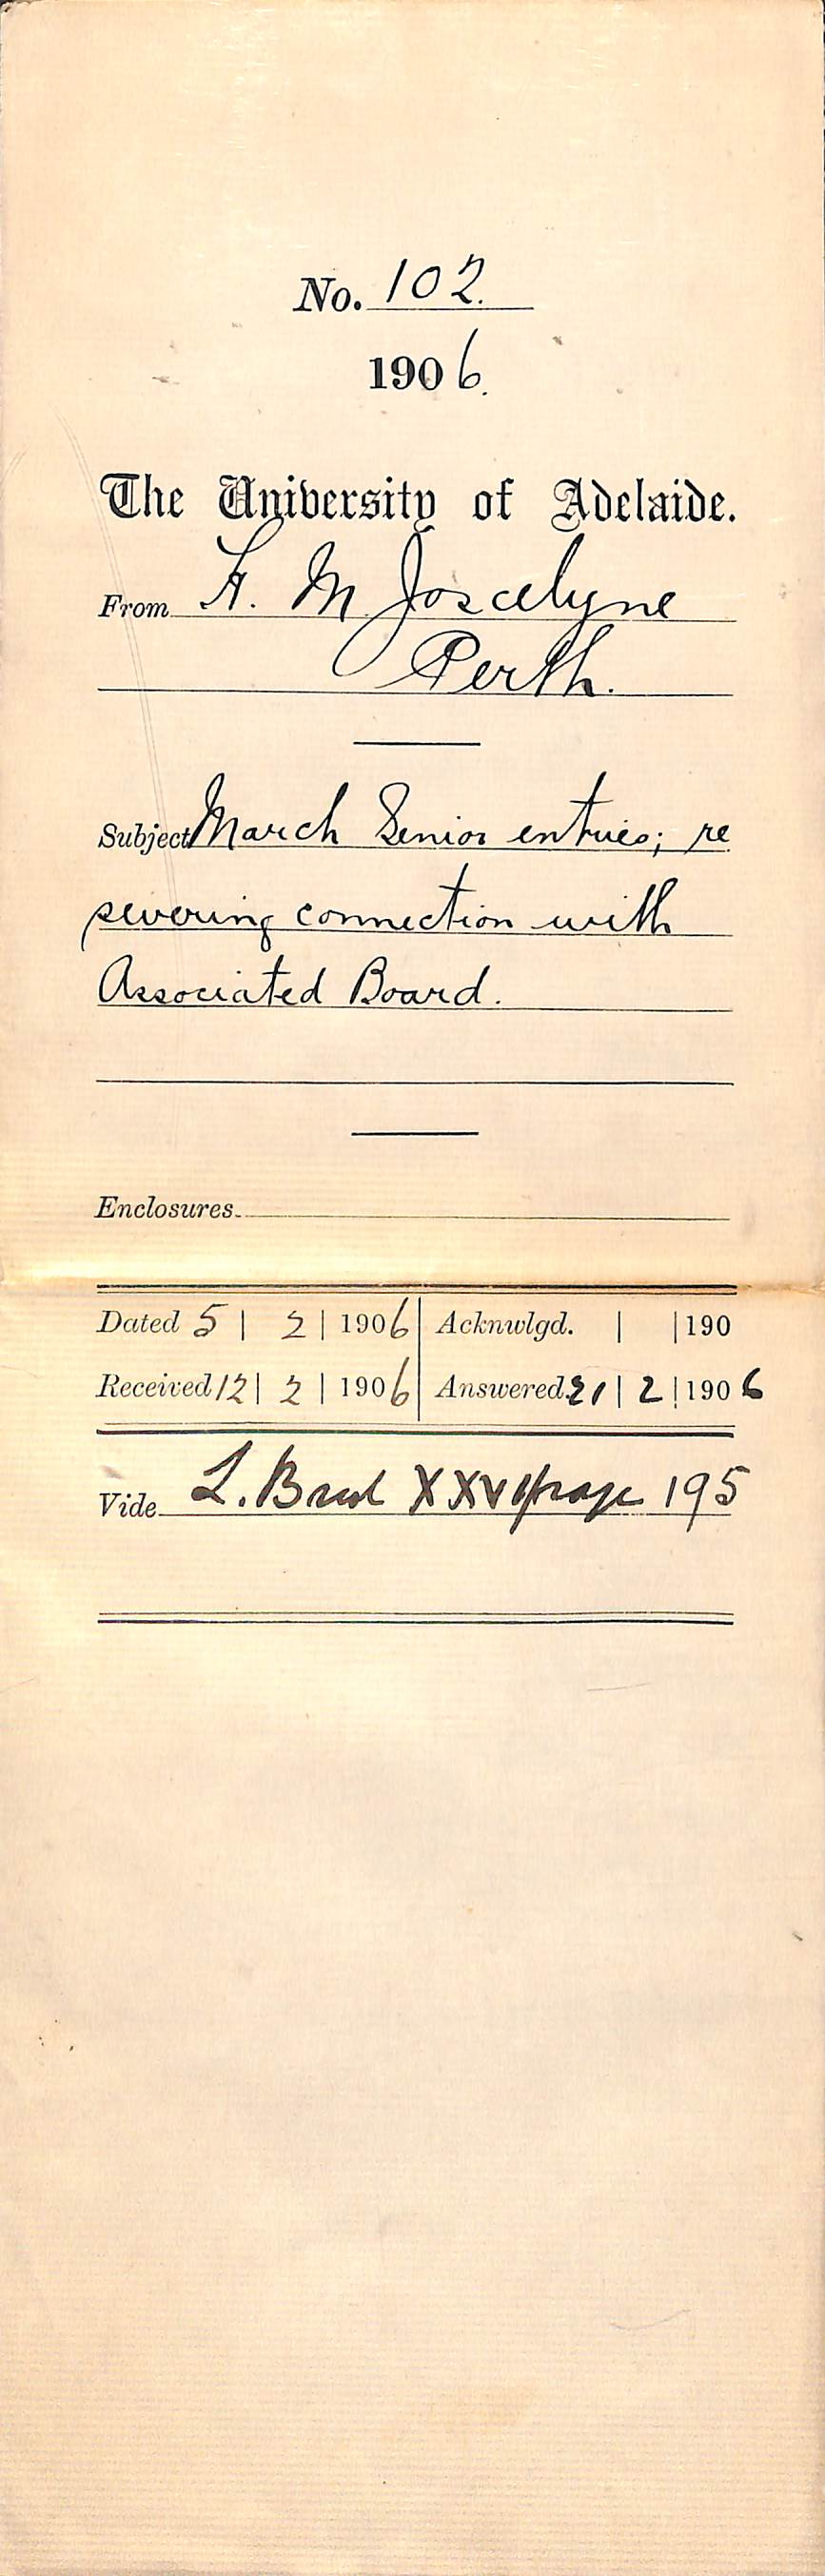 No. 102.
1906.
The University of Adelaide.
From H. M. Joscelyne
Perth.
Subject March Senior entries; re
severing connection with
Associated Board.
Enclosures
Dated 5 | 2 | 1906 | Acknwlgd. | | 190
Received 12 | 2 | 1906 | Answered 21 | 2 | 1906
Vide L. page 195